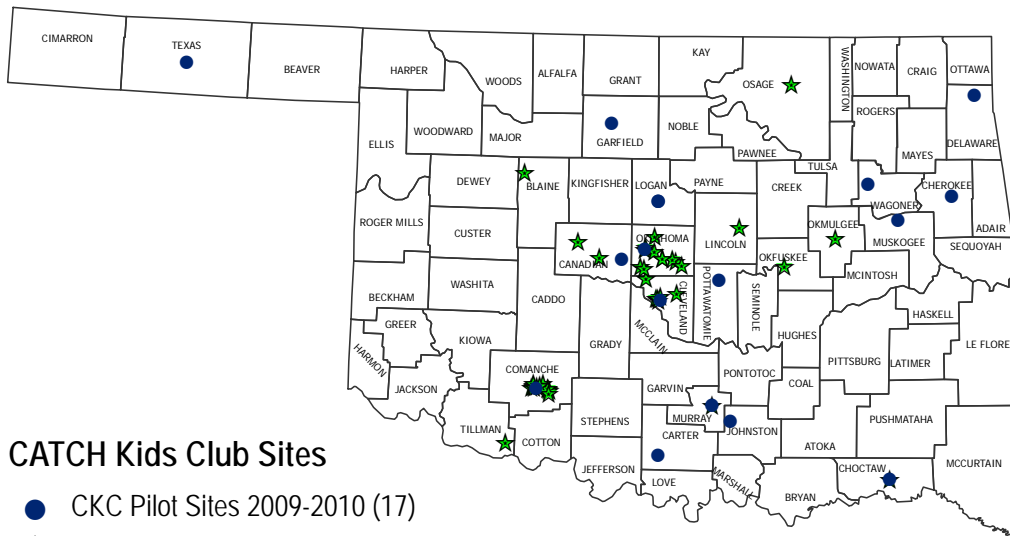 CIMARRON
TEXAS
BEAVER
HARPER
WOODS
ALFALFA
GRANT
KAY
OSAGE
WASHINGTON
NOWATA
CRAIG
OTTAWA
ELLIS
WOODWARD
MAJOR
GARFIELD
NOBLE
PAWNEE
ROGERS
MAYES
DELAWARE
TULSA
DEWEY
BLAINE
KINGFISHER
LOGAN
PAYNE
CREEK
WAGONER
CHEROKEE
ADAIR
ROGER MILLS
CUSTER
CANADIAN
OKLAHOMA
LINCOLN
OKFUSKEE
OKMULGEE
MUSKOGEE
SEQUOYAH
MCINTOSH
BECKHAM
WASHITA
CADDO
CLEVELAND
POTTAWATOMIE
SEMINOLE
HUGHES
HASKELL
GREER
KIOWA
GRADY
MCCLAIN
PITTSBURG
LATIMER
LE FLORE
HARMON
JACKSON
COMANCHE
GARVIN
PONTOTOC
COAL
TILLMAN
COTTON
STEPHENS
MURRAY
JOHNSTON
ATOKA
PUSHMATAHA
CARTER
JEFFERSON
LOVE
MARSHALL
BRYAN
CHOCTAW
MCCURTAIN
CATCH Kids Club Sites
CKC Pilot Sites 2009-2010 (17)